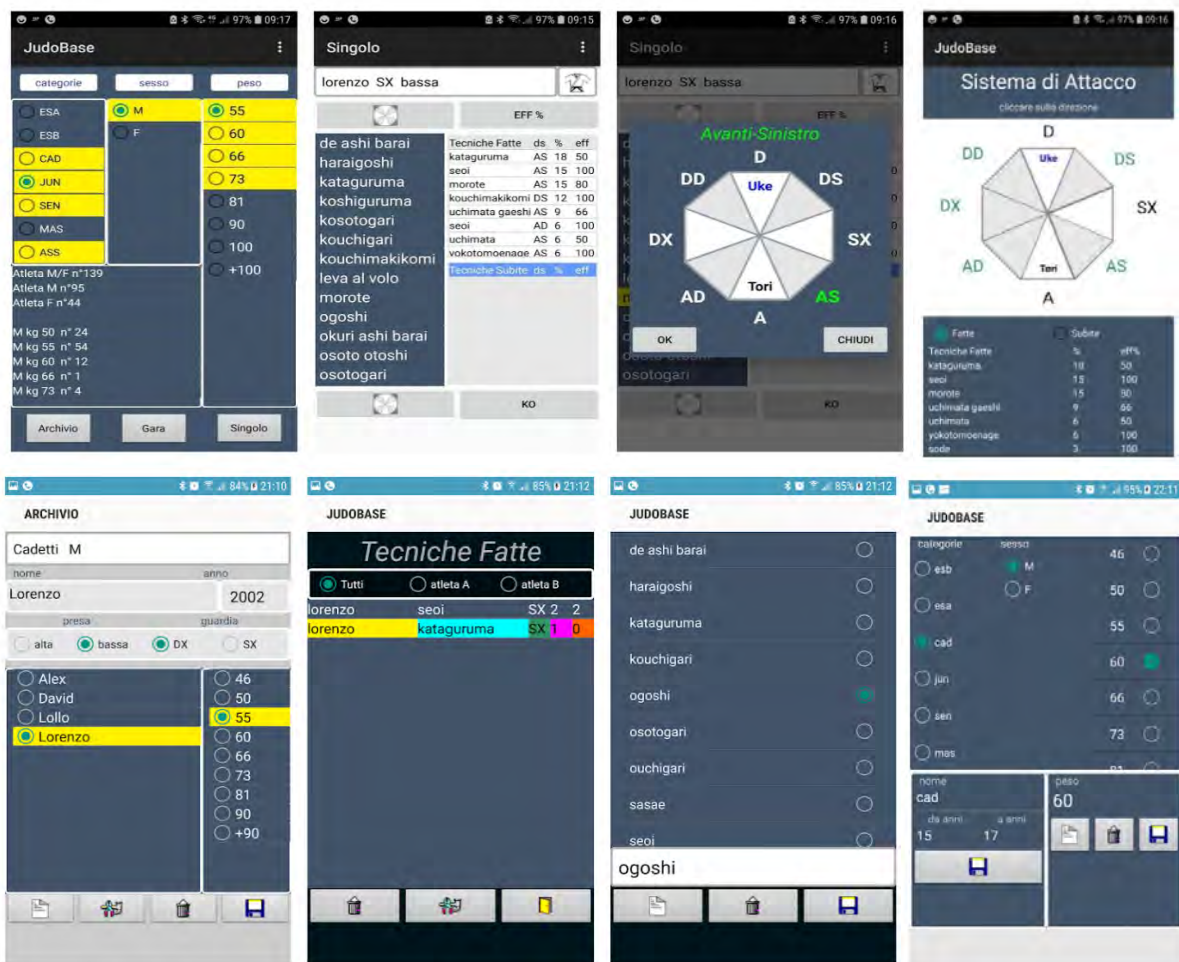 97% 09:17
JudoBase
categorie sesso peso
ESA
ESB
CAD
JUN
SEN
MAS
ASS
M
F
55
60
66
73
81
90
100
+100
Atleta M/F n°139
Atleta M n°95
Atleta F n°44
M kg 50 n° 24
M kg 55 n° 54
M kg 60 n° 12
M kg 66 n° 1
M kg 73 n° 4
Archivio Gara Singolo
97% 09:15
Singolo
lorenzo SX bassa
EFF %
de ashi barai
haraigoshi
kataguruma
koshiguruma
kosotogari
kouchigari
kouchimakikomi
leva al volo
morote
ogoshi
okuri ashi barai
osoto otoshi
osotogari
Tecniche Fatte ds % eff
kataguruma AS 18 50
seoi AS 15 100
morote AS 15 80
kouchimakikomi DS 12 100
uchimata gaeshi AS 9 66
seoi AD 6 100
uchimata AS 6 50
yokotomoenage AS 6 100
Tecniche Subite ds % eff
KO
97% 09:16
Singolo
lorenzo SX bassa
EFF %
Avanti-Sinistro
D
DD Uke DS
DX SX
AD Tori AS
A
OK CHIUDI
osoto otoshi
osotogari
KO
97% 09:16
JudoBase
Sistema di Attacco
cliccare sulla direzione
D
DD Uke DS
DX SX
AD Tori AS
A
Fatte Subite
Tecniche Fatte % eff%
kataguruma 18 50
seoi 15 100
morote 15 80
uchimata gaeshi 9 66
uchimata 6 50
yokotomoenage 6 100
sode 3 100
84% 21:10
ARCHIVIO
Cadetti M
nome anno
Lorenzo 2002
presa guardia
alta bassa DX SX
Alex
David
Lollo
Lorenzo
46
50
55
60
66
73
81
90
+90
85% 21:12
JUDOBASE
Tecniche Fatte
Tutti atleta A atleta B
lorenzo seoi SX 2 2
lorenzo kataguruma SX 1 0
85% 21:12
JUDOBASE
de ashi barai
haraigoshi
kataguruma
kouchigari
ogoshi
osotogari
ouchigari
sasae
seoi
ogoshi
95% 22:11
JUDOBASE
categorie sesso
esb
esa
cad
jun
sen
mas
M
F
46
50
55
60
66
73
81
nome
cad
da anni a anni
15 17
peso
60